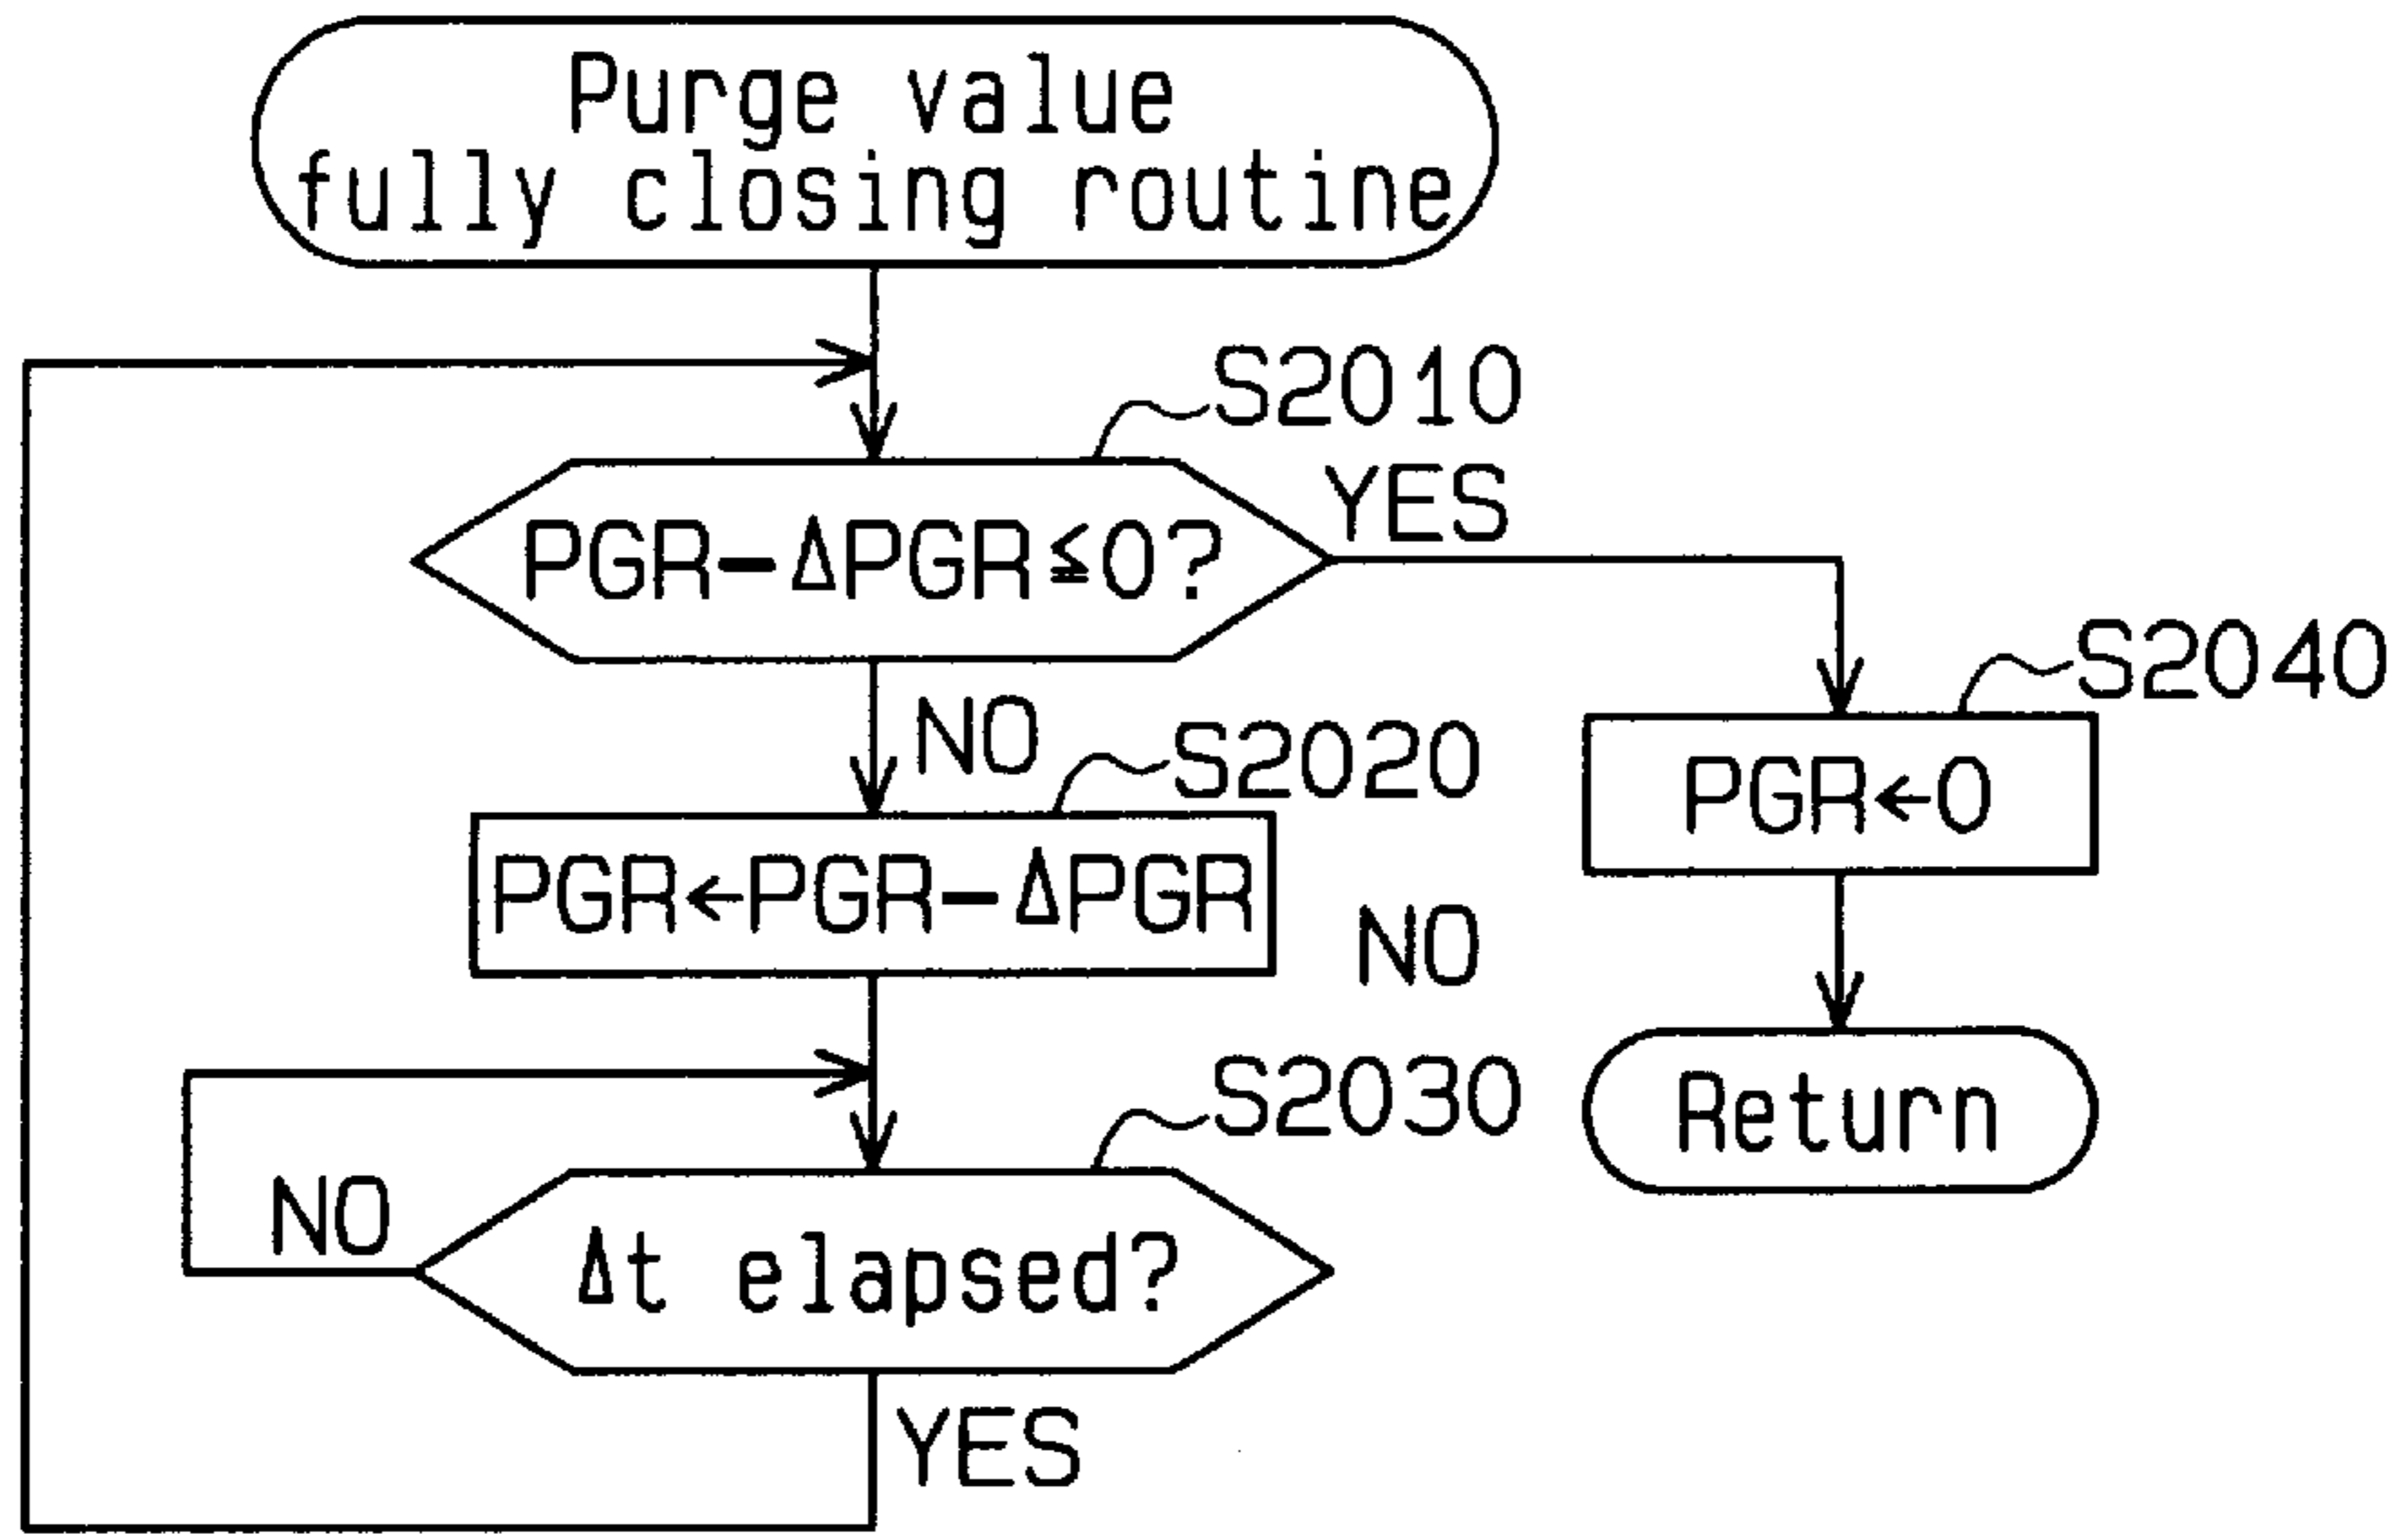 Purge value
fully closing routine
S2010
PGR-ΔPGR≦0?
YES
NO
S2020
PGR←PGR-ΔPGR
S2040
PGR←0
NO
S2030
Return
NO
Δt elapsed?
YES